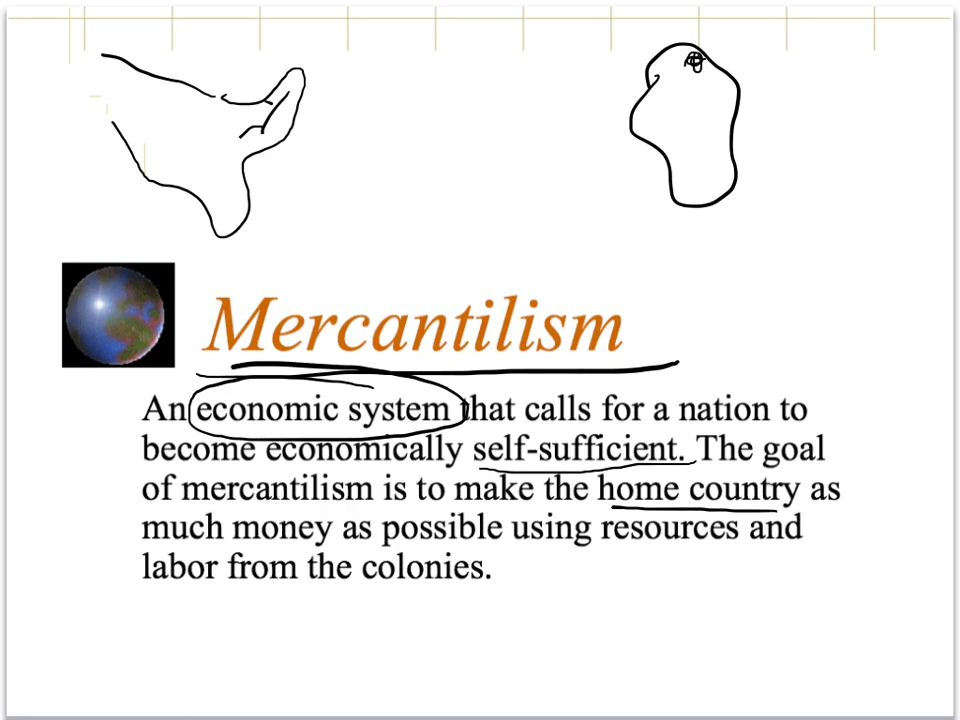 Mercantilism
An economic system that calls for a nation to
become economically self-sufficient. The goal
of mercantilism is to make the home country as
much money as possible using resources and
labor from the colonies.